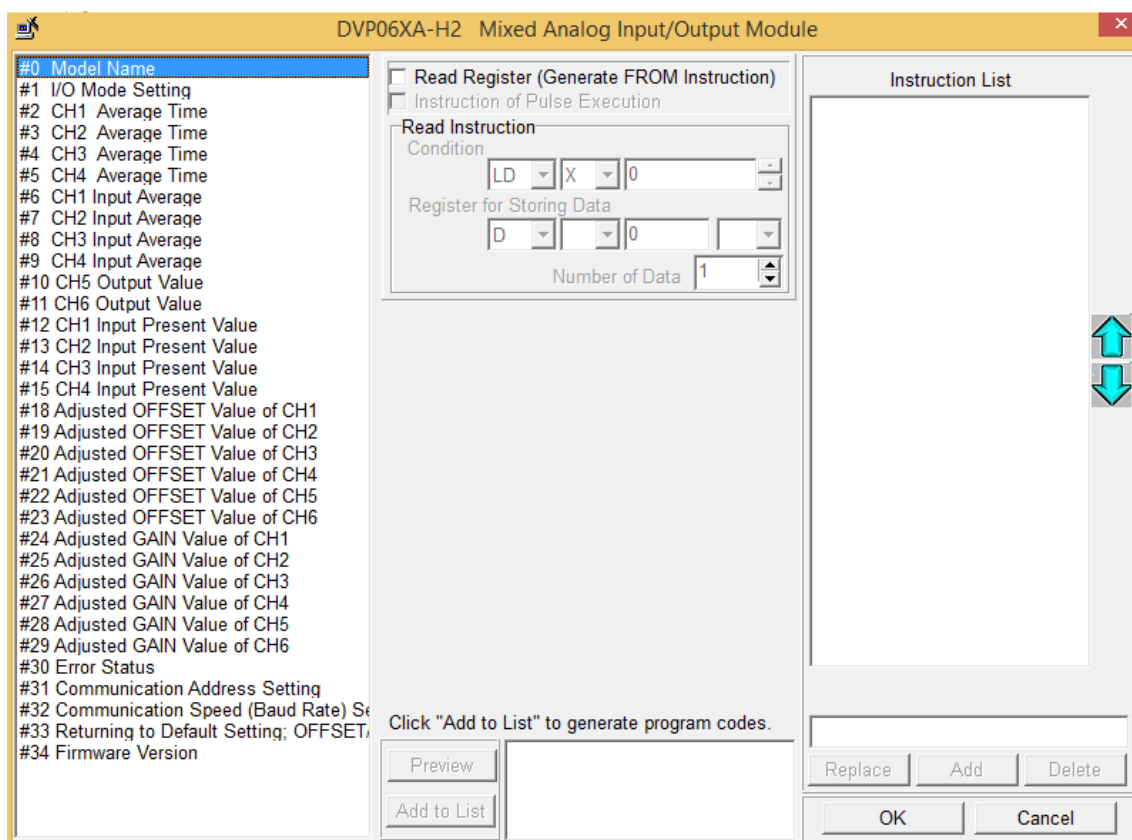 DVP06XA-H2 Mixed Analog Input/Output Module
#0 Model Name
#1 I/O Mode Setting
#2 CH1 Average Time
#3 CH2 Average Time
#4 CH3 Average Time
#5 CH4 Average Time
#6 CH1 Input Average
#7 CH2 Input Average
#8 CH3 Input Average
#9 CH4 Input Average
#10 CH5 Output Value
#11 CH6 Output Value
#12 CH1 Input Present Value
#13 CH2 Input Present Value
#14 CH3 Input Present Value
#15 CH4 Input Present Value
#18 Adjusted OFFSET Value of CH1
#19 Adjusted OFFSET Value of CH2
#20 Adjusted OFFSET Value of CH3
#21 Adjusted OFFSET Value of CH4
#22 Adjusted OFFSET Value of CH5
#23 Adjusted OFFSET Value of CH6
#24 Adjusted GAIN Value of CH1
#25 Adjusted GAIN Value of CH2
#26 Adjusted GAIN Value of CH3
#27 Adjusted GAIN Value of CH4
#28 Adjusted GAIN Value of CH5
#29 Adjusted GAIN Value of CH6
#30 Error Status
#31 Communication Address Setting
#32 Communication Speed (Baud Rate) Se
#33 Returning to Default Setting; OFFSET/
#34 Firmware Version
Read Register (Generate FROM Instruction)
Instruction of Pulse Execution
Read Instruction
Condition
LD X 0
Register for Storing Data
D 0
Number of Data 1
Click "Add to List" to generate program codes.
Preview
Add to List
Instruction List
Replace Add Delete
OK Cancel